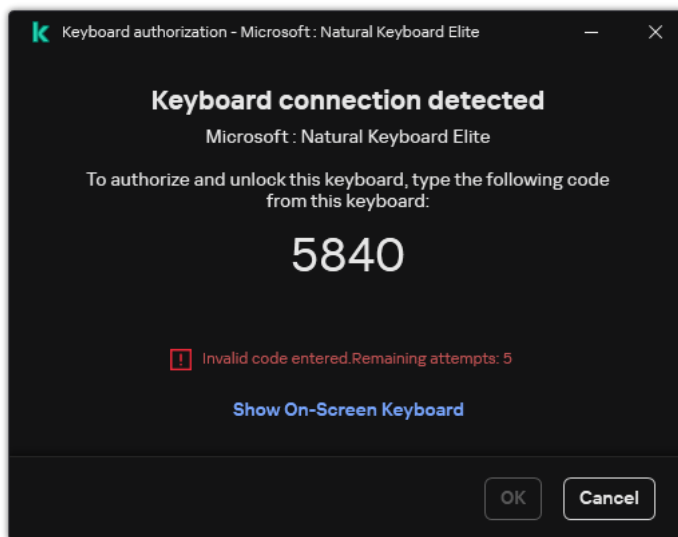 Keyboard authorization - Microsoft : Natural Keyboard Elite
Keyboard connection detected
Microsoft : Natural Keyboard Elite
To authorize and unlock this keyboard, type the following code
from this keyboard:
5840
Invalid code entered.Remaining attempts: 5
Show On-Screen Keyboard
OK
Cancel